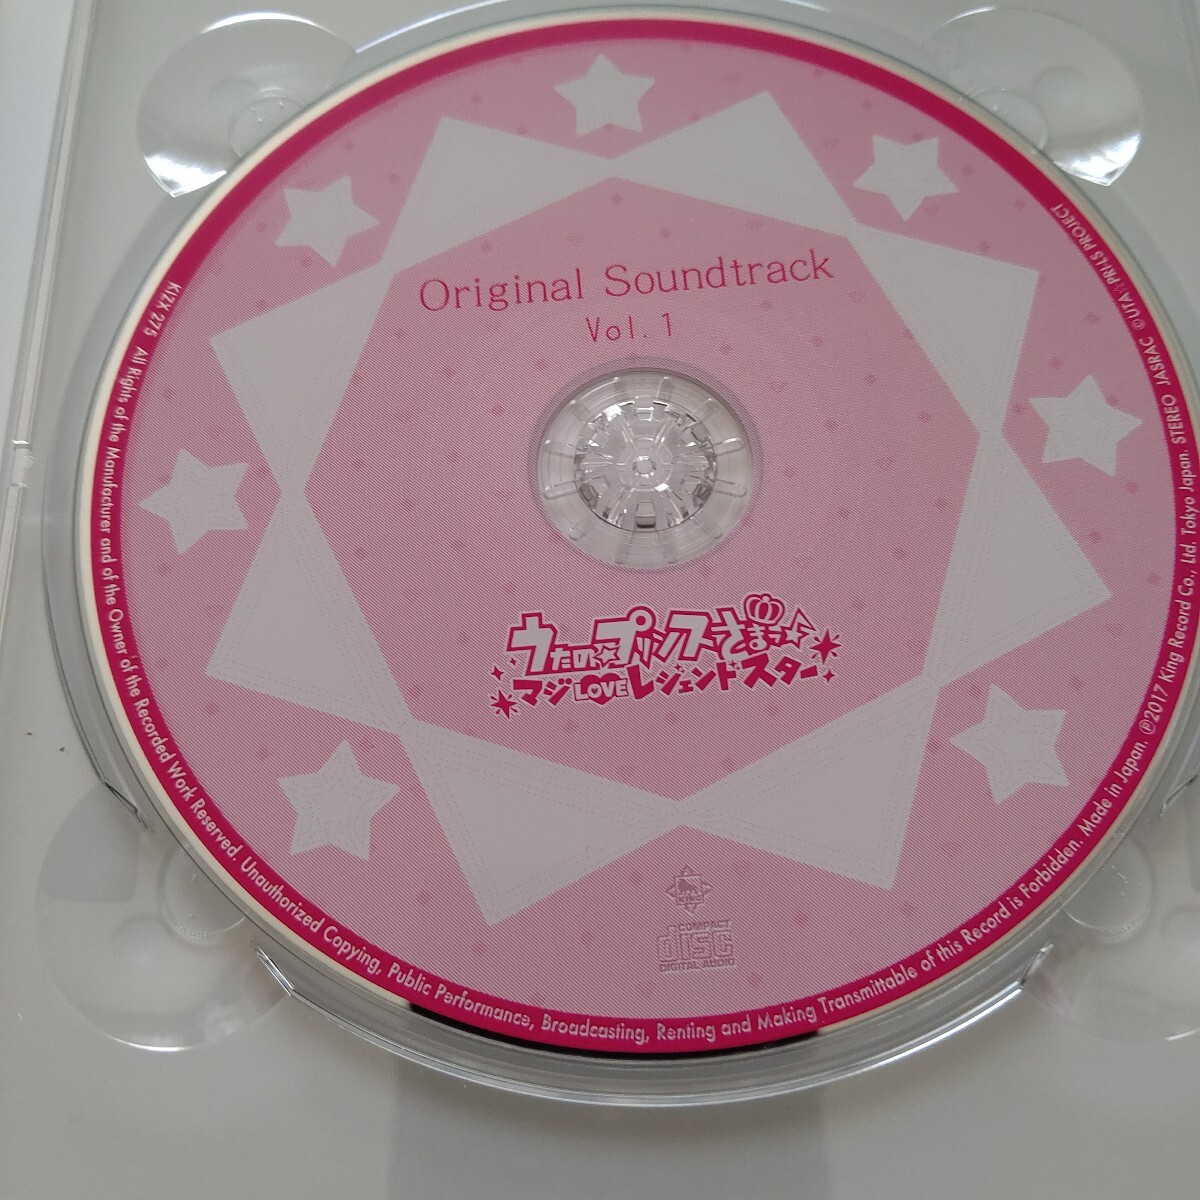 Original Soundtrack
Vol. 1
うたの☆プリンスさまっ♪
マジLOVEレジェンドスター
KING
COMPACT
disc
DIGITAL AUDIO
KIZX 275 All Rights of the Manufacturer and of the Owner of the Recorded Work Reserved. Unauthorized Copying, Public Performance, Broadcasting, Renting and Making Transmittable of this Record is Forbidden. Made in Japan. ℗2017 King Record Co., Ltd. Tokyo Japan. STEREO JASRAC ©UTA☆PRI-LS PROJECT